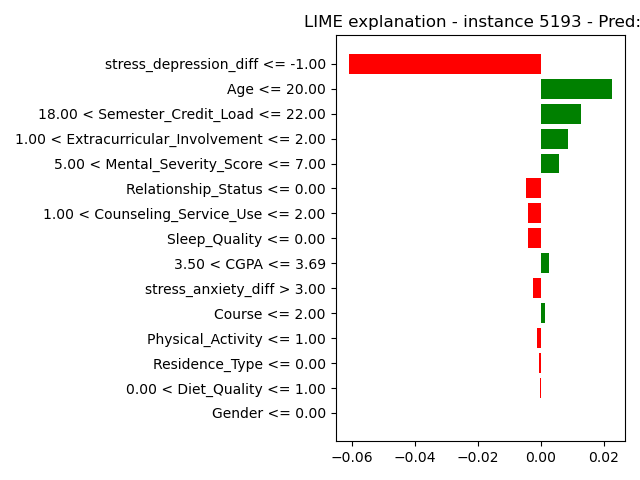 LIME explanation - instance 5193 - Pred:
stress_depression_diff <= -1.00
Age <= 20.00
18.00 < Semester_Credit_Load <= 22.00
1.00 < Extracurricular_Involvement <= 2.00
5.00 < Mental_Severity_Score <= 7.00
Relationship_Status <= 0.00
1.00 < Counseling_Service_Use <= 2.00
Sleep_Quality <= 0.00
3.50 < CGPA <= 3.69
stress_anxiety_diff > 3.00
Course <= 2.00
Physical_Activity <= 1.00
Residence_Type <= 0.00
0.00 < Diet_Quality <= 1.00
Gender <= 0.00
−0.06 −0.04 −0.02 0.00 0.02